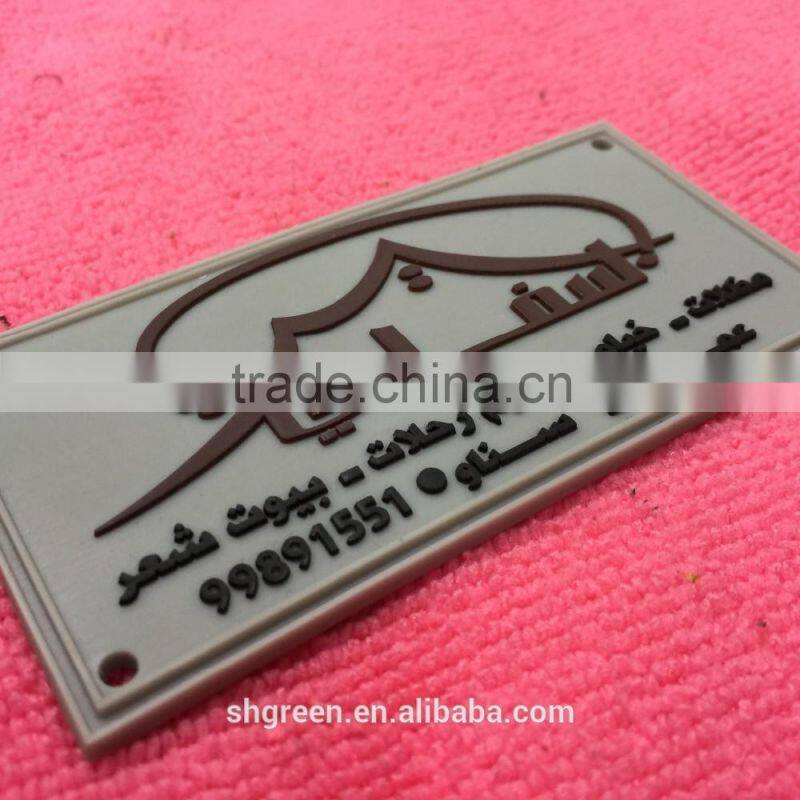 مظلات - خيام
trade.china.cn
رحلات - بيوت شعر
سناو ● 99891551
shgreen.en.alibaba.com